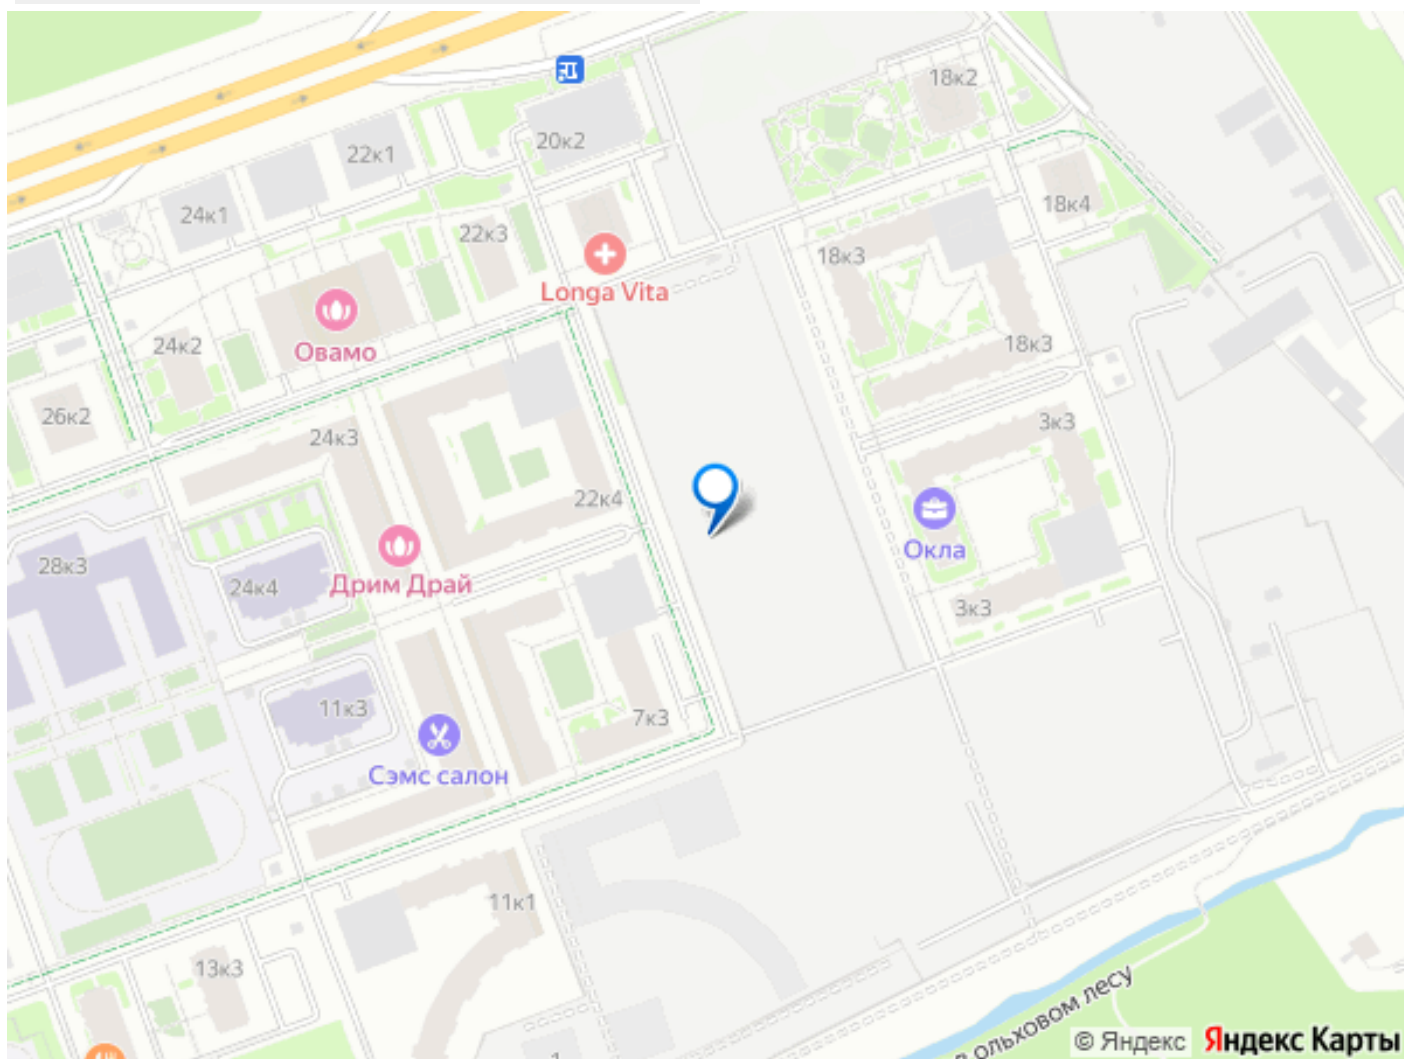 18к2
20к2
22к1
24к1
18к4
22к3
18к3
Longa Vita
18к3
24к2
Овамо
26к2
24к3
3к3
22к4
Окла
28к3
24к4
Дрим Драй
3к3
11к3
7к3
Сэмс салон
11к1
13к3
в ольховом лесу
© Яндекс Яндекс Карты